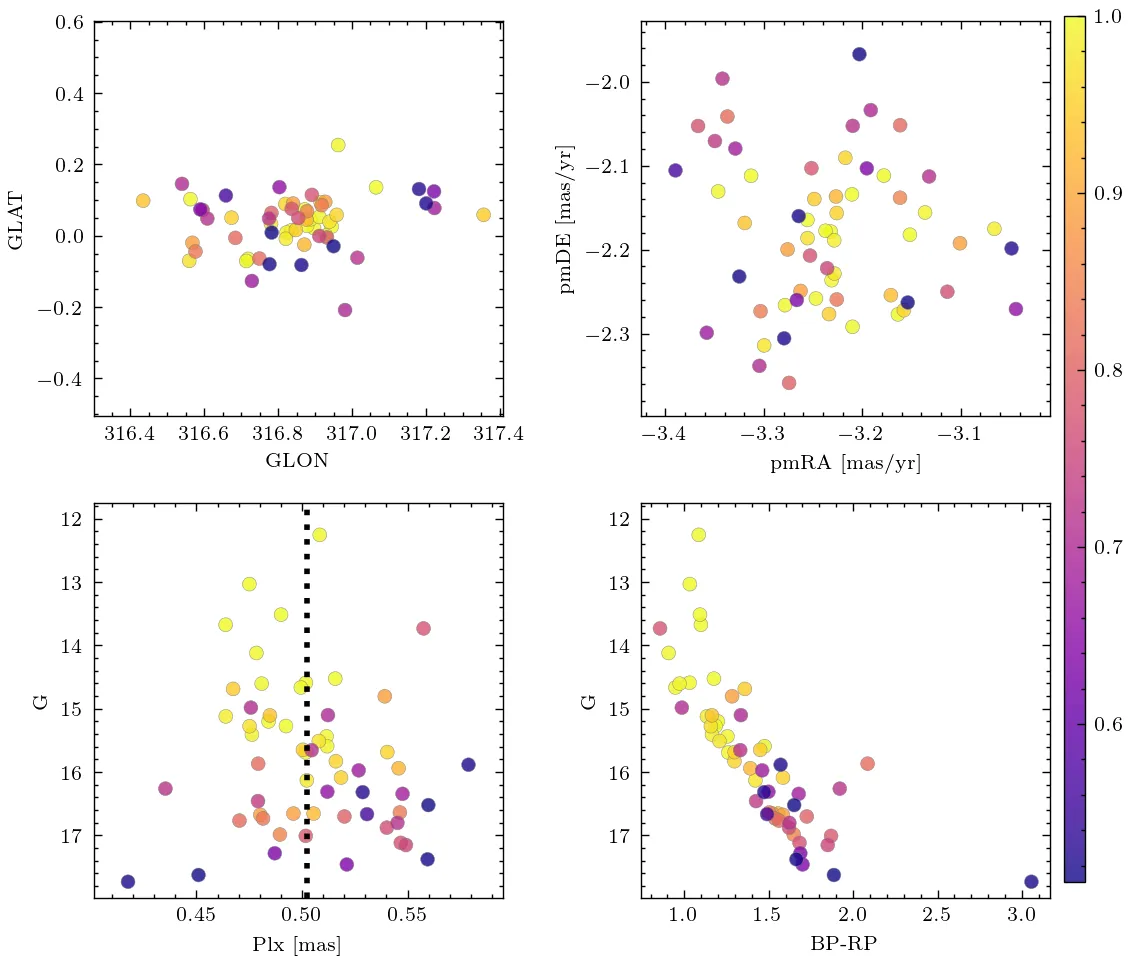 0.6
0.4
0.2
0.0
−0.2
−0.4
GLAT
316.4 316.6 316.8 317.0 317.2 317.4
GLON
−2.0
−2.1
−2.2
−2.3
pmDE [mas/yr]
−3.4 −3.3 −3.2 −3.1
pmRA [mas/yr]
1.0
0.9
0.8
0.7
0.6
12
13
14
15
16
17
G
0.45 0.50 0.55
Plx [mas]
12
13
14
15
16
17
G
1.0 1.5 2.0 2.5 3.0
BP-RP